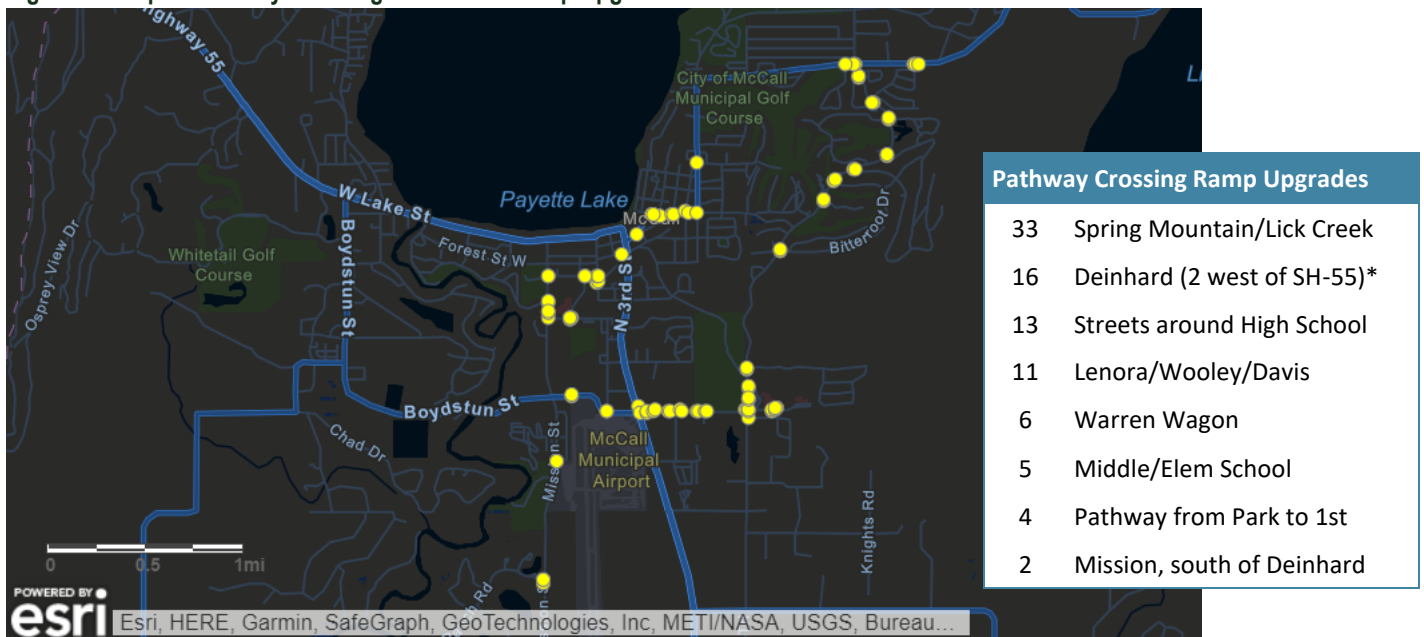 Highway 55
City of McCall
Municipal Golf
Course
W Lake St
Payette Lake
McCall
Osprey View Dr
Whitetail Golf
Course
Boydstun St
Forest St W
N 3rd St
Bitterroot Dr
Boydstun St
Chad Dr
Mission St
McCall
Municipal
Airport
Knights Rd
0 0.5 1mi
POWERED BY
esri
Esri, HERE, Garmin, SafeGraph, GeoTechnologies, Inc, METI/NASA, USGS, Bureau...
Pathway Crossing Ramp Upgrades
33 Spring Mountain/Lick Creek
16 Deinhard (2 west of SH-55)*
13 Streets around High School
11 Lenora/Wooley/Davis
6 Warren Wagon
5 Middle/Elem School
4 Pathway from Park to 1st
2 Mission, south of Deinhard